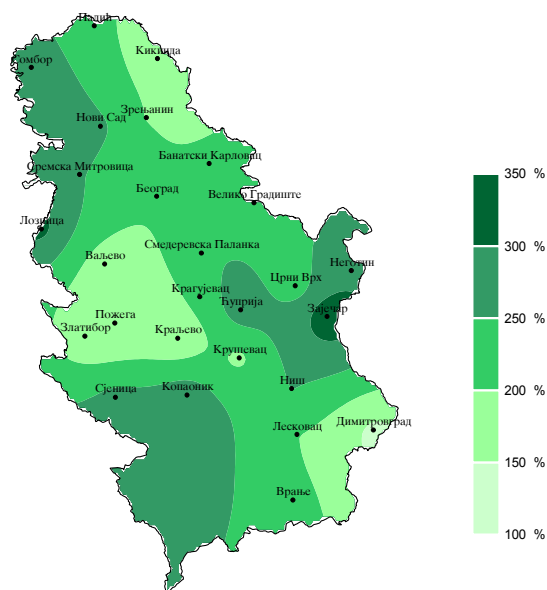 Палић
Кикинда
Сомбор
Зрењанин
Нови Сад
Банатски Карловац
Сремска Митровица
Београд
Велико Градиште
Лозница
Смедеревска Паланка
Ваљево
Неготин
Црни Врх
Крагујевац
Ћуприја
Зајечар
Пожега
Златибор
Краљево
Крушевац
Ниш
Сјеница
Копаоник
Димитровград
Лесковац
Врање
350 %
300 %
250 %
200 %
150 %
100 %